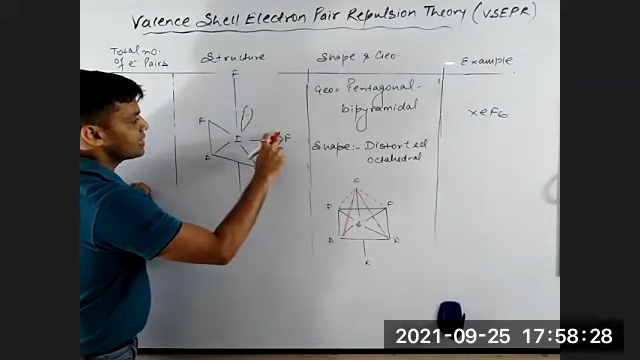 Valence Shell Electron Pair Repulsion Theory (VSEPR)
Total no.
of e⁻ Pairs
Structure
Shape & Geo.
Example
Geo= Pentagonal-
bipyramidal
Shape:- Distorted
octahedral
XeF6
F
F
F
F
F
F
2021-09-25 17:58:28